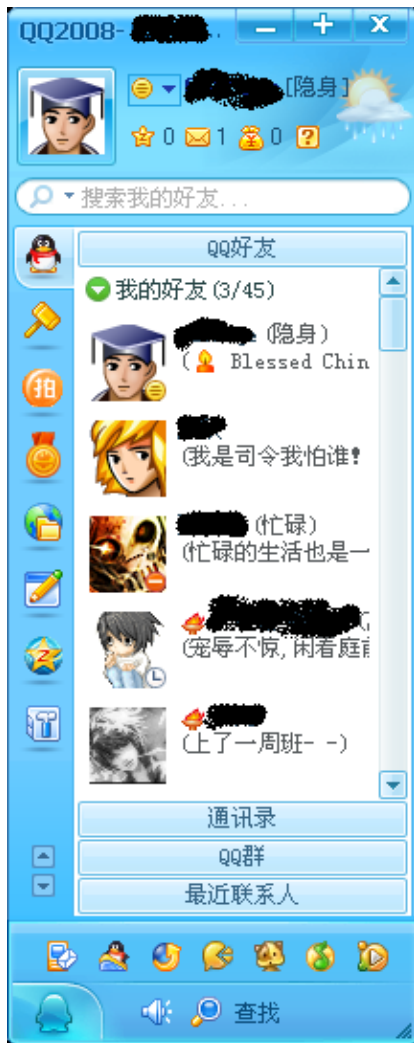 QQ2008- ..
[隐身]
0 1 0 ?
搜索我的好友...
QQ好友
我的好友(3/45)
(隐身)
( Blessed Chin
拍
(我是司令我怕谁!
(忙碌)
(忙碌的生活也是一
(宠辱不惊,闲看庭前
(上了一周班- -)
通讯录
QQ群
最近联系人
查找